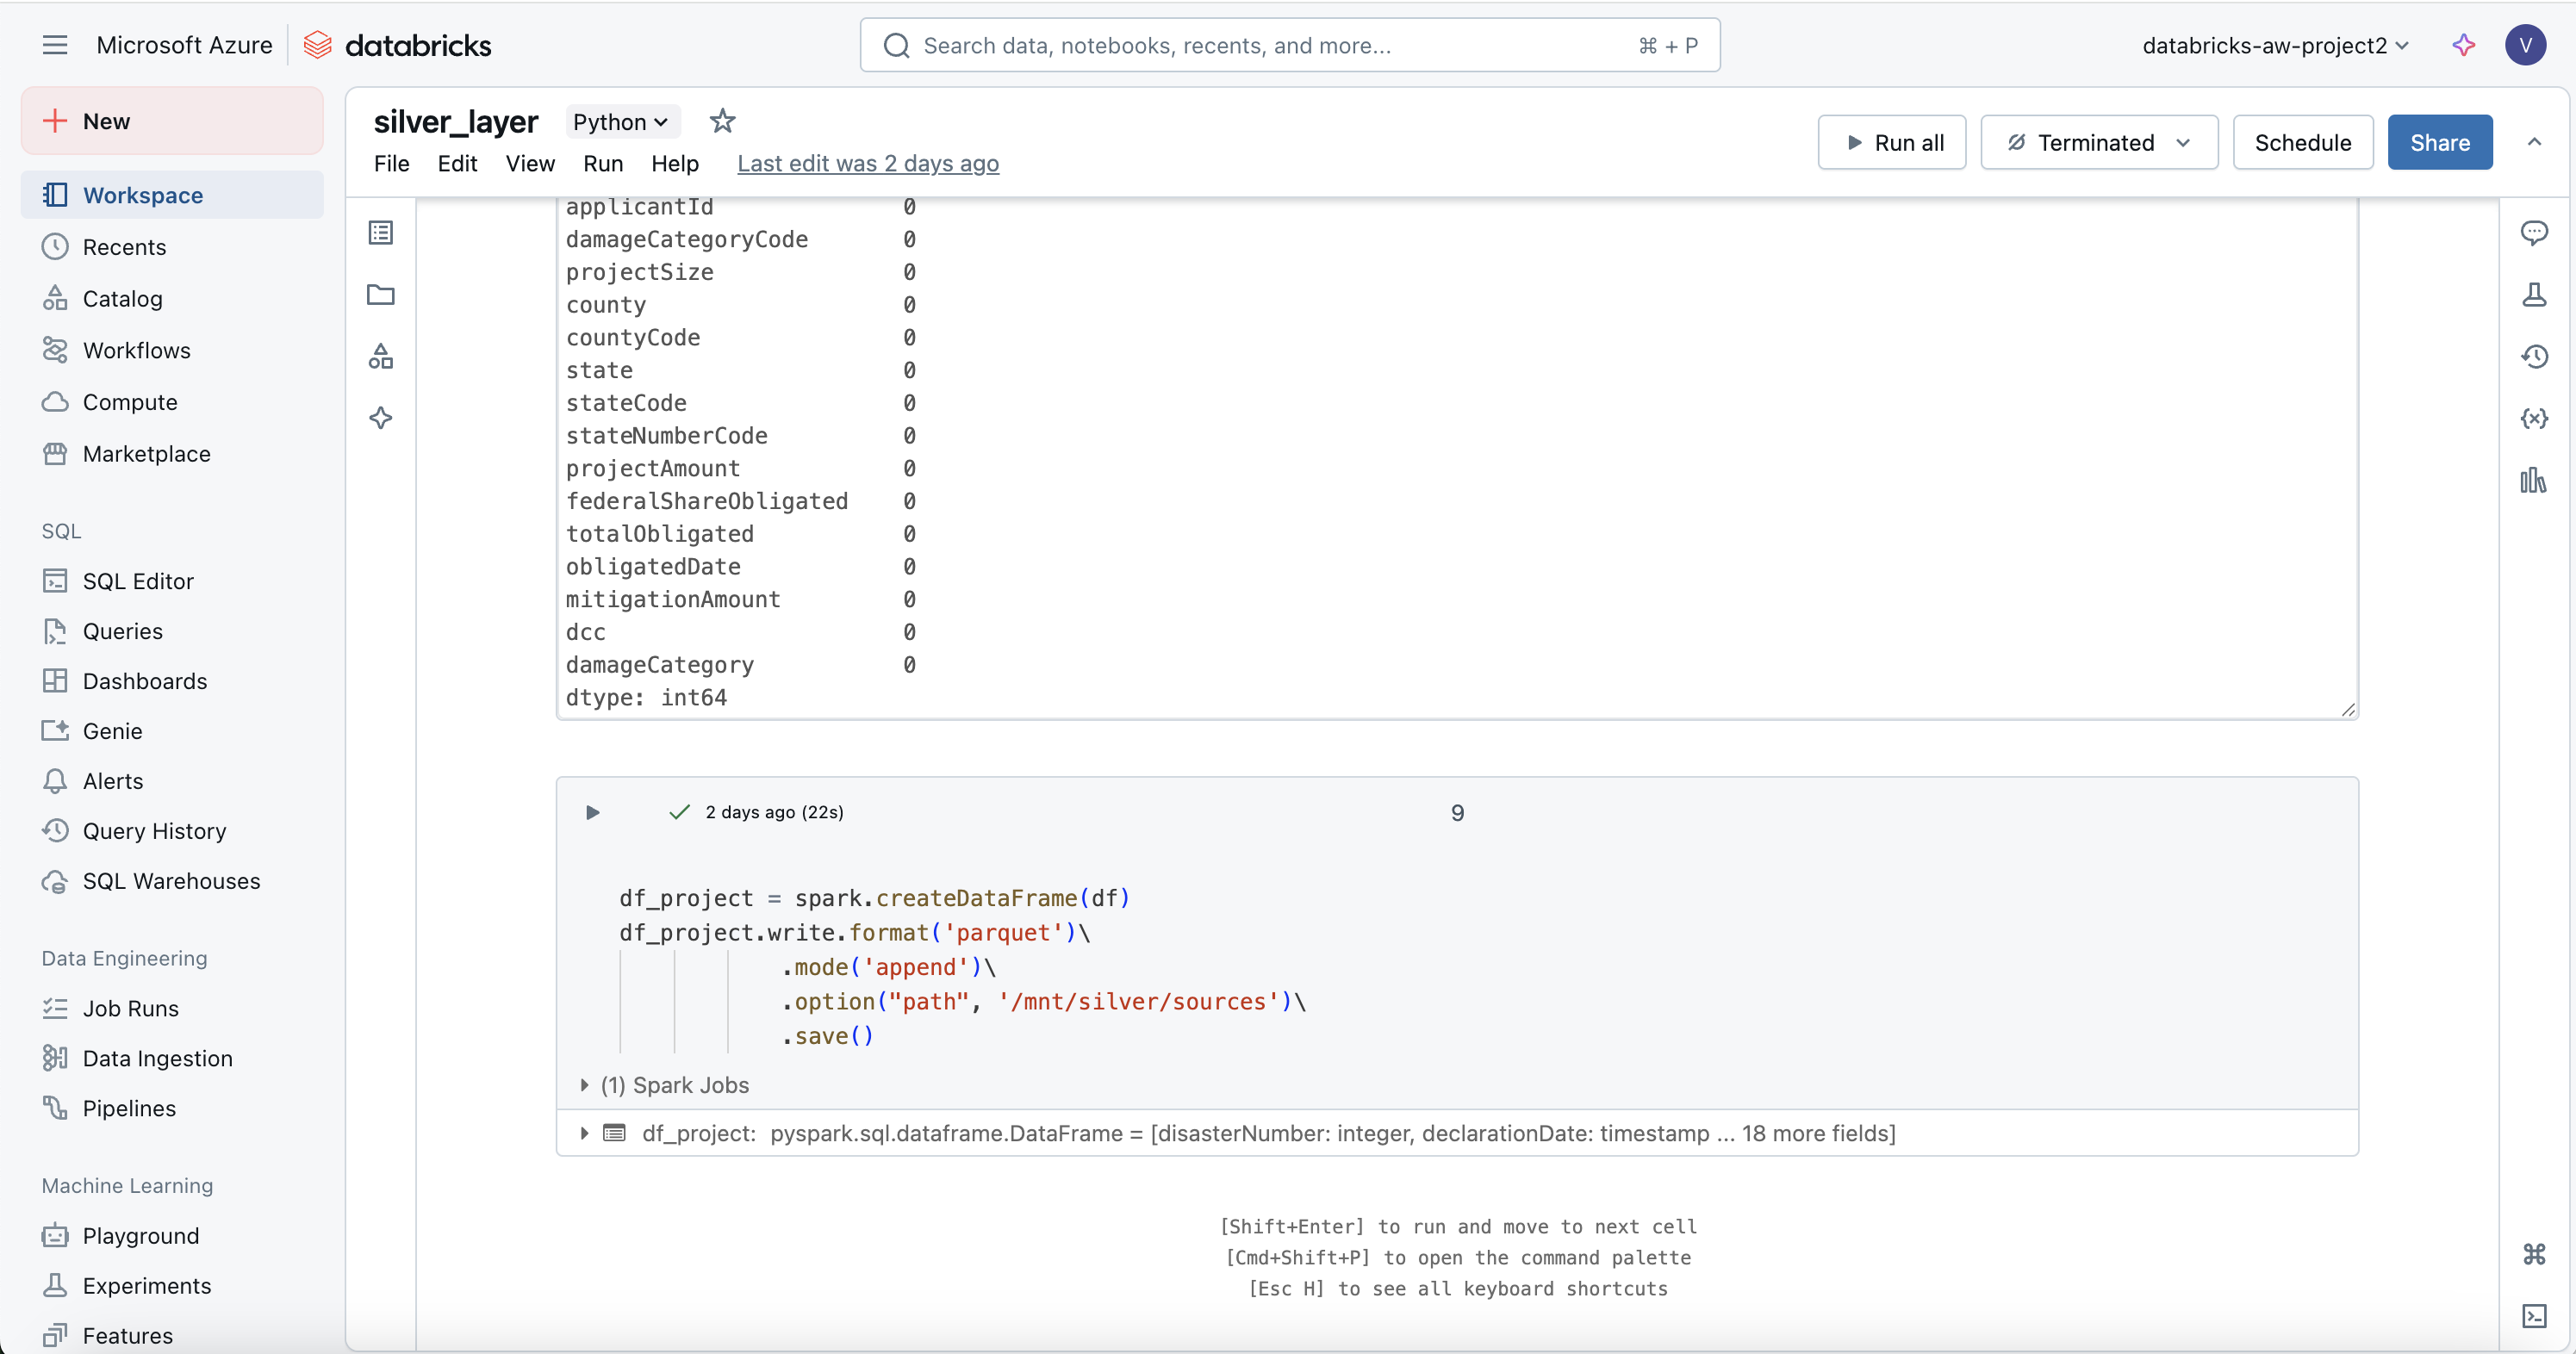 Microsoft Azure
databricks
Search data, notebooks, recents, and more...
⌘ + P
databricks-aw-project2
V
New
Workspace
Recents
Catalog
Workflows
Compute
Marketplace
SQL
SQL Editor
Queries
Dashboards
Genie
Alerts
Query History
SQL Warehouses
Data Engineering
Job Runs
Data Ingestion
Pipelines
Machine Learning
Playground
Experiments
Features
silver_layer
Python
File Edit View Run Help Last edit was 2 days ago
Run all
Terminated
Schedule
Share
applicantId 0
damageCategoryCode 0
projectSize 0
county 0
countyCode 0
state 0
stateCode 0
stateNumberCode 0
projectAmount 0
federalShareObligated 0
totalObligated 0
obligatedDate 0
mitigationAmount 0
dcc 0
damageCategory 0
dtype: int64
2 days ago (22s)
9
df_project = spark.createDataFrame(df)
df_project.write.format('parquet')\
.mode('append')\
.option("path", '/mnt/silver/sources')\
.save()
(1) Spark Jobs
df_project: pyspark.sql.dataframe.DataFrame = [disasterNumber: integer, declarationDate: timestamp ... 18 more fields]
[Shift+Enter] to run and move to next cell
[Cmd+Shift+P] to open the command palette
[Esc H] to see all keyboard shortcuts